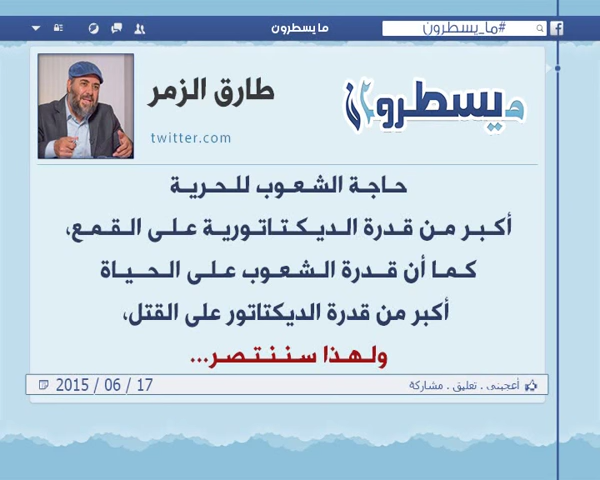 ما يسطرون
#ما_يسطرون
ما يسطرون
طارق الزمر
twitter.com
حاجة الشعوب للحرية
أكبر من قدرة الديكتاتورية على القمع،
كما أن قدرة الشعوب على الحياة
أكبر من قدرة الديكتاتور على القتل،
ولهذا سننتصر...
أعجبني . تعليق . مشاركة
2015 / 06 / 17